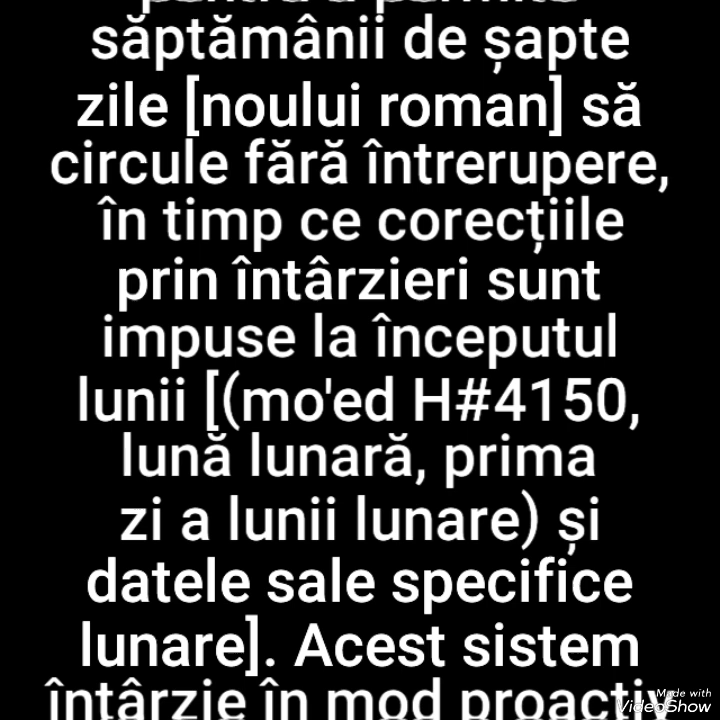 săptămânii de șapte
zile [noului roman] să
circule fără întrerupere,
în timp ce corecțiile
prin întârzieri sunt
impuse la începutul
lunii [(mo'ed H#4150,
lună lunară, prima
zi a lunii lunare) și
datele sale specifice
lunare]. Acest sistem
întârzie în mod proactiv
Made with
VideoShow